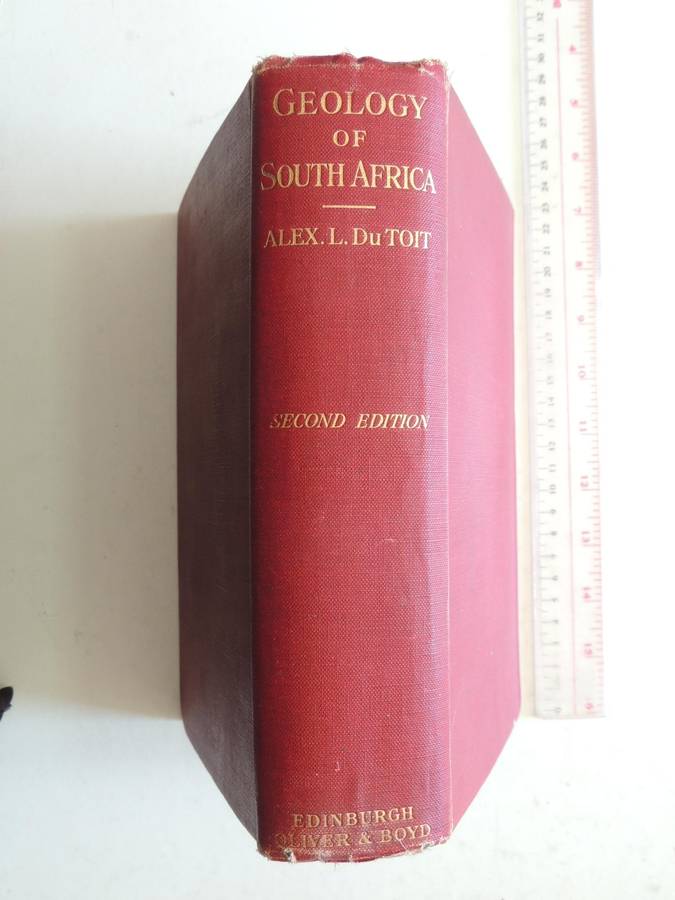 GEOLOGY
OF
SOUTH AFRICA
ALEX. L. Du TOIT
SECOND EDITION
EDINBURGH
OLIVER & BOYD